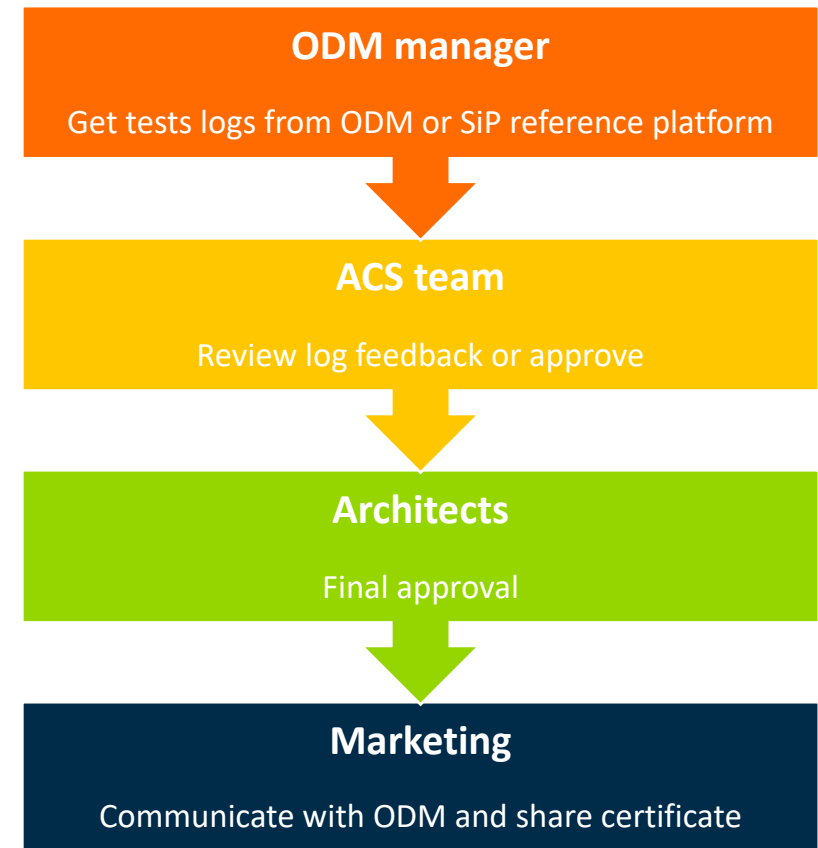 ODM manager
Get tests logs from ODM or SiP reference platform
ACS team
Review log feedback or approve
Architects
Final approval
Marketing
Communicate with ODM and share certificate